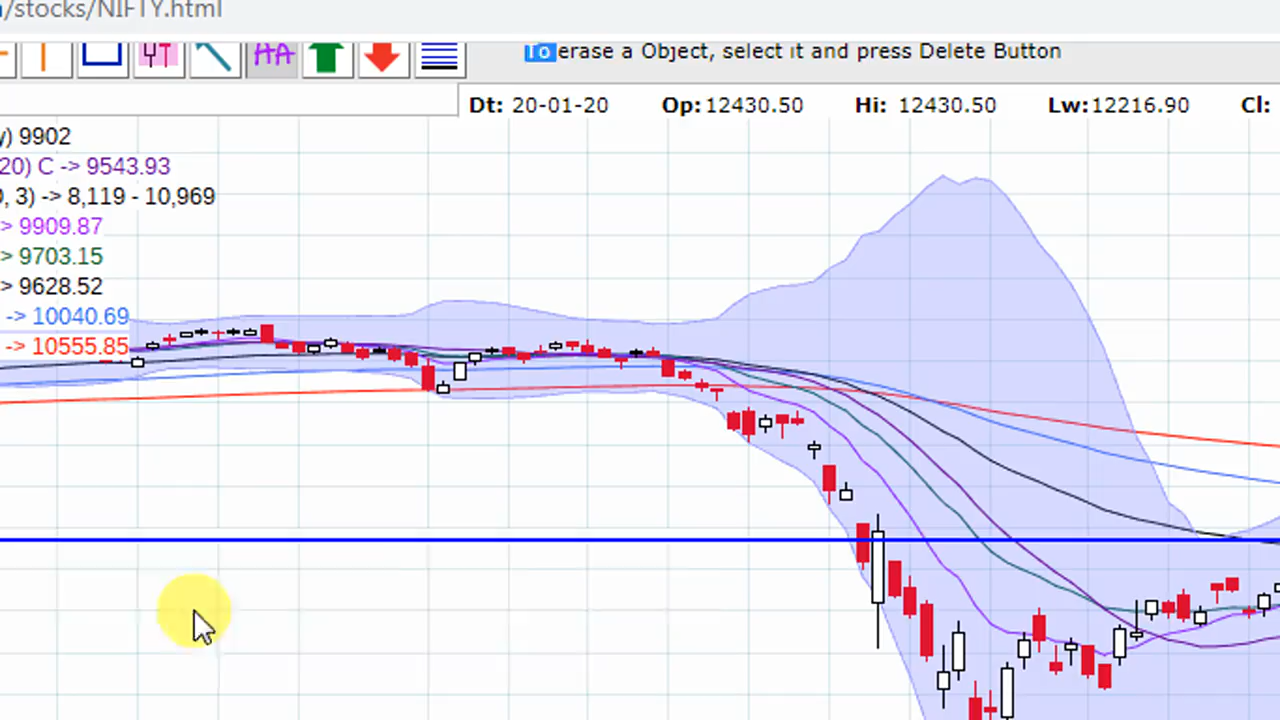 /stocks/NIFTY.html
To erase a Object, select it and press Delete Button
Dt: 20-01-20 Op:12430.50 Hi: 12430.50 Lw:12216.90 Cl:
y) 9902
20) C -> 9543.93
, 3) -> 8,119 - 10,969
> 9909.87
> 9703.15
> 9628.52
-> 10040.69
-> 10555.85